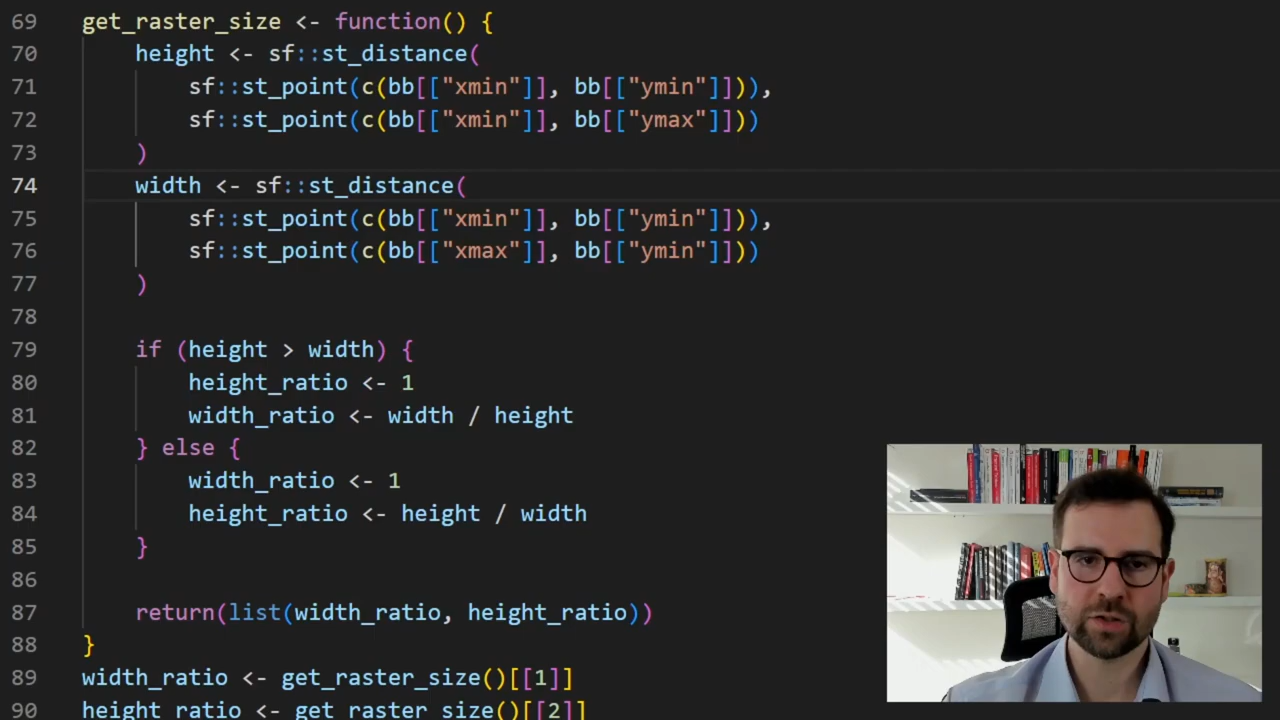 69 get_raster_size <- function() {
70 height <- sf::st_distance(
71 sf::st_point(c(bb[["xmin"]], bb[["ymin"]])),
72 sf::st_point(c(bb[["xmin"]], bb[["ymax"]]))
73 )
74 width <- sf::st_distance(
75 sf::st_point(c(bb[["xmin"]], bb[["ymin"]])),
76 sf::st_point(c(bb[["xmax"]], bb[["ymin"]]))
77 )
78
79 if (height > width) {
80 height_ratio <- 1
81 width_ratio <- width / height
82 } else {
83 width_ratio <- 1
84 height_ratio <- height / width
85 }
86
87 return(list(width_ratio, height_ratio))
88 }
89 width_ratio <- get_raster_size()[[1]]
90 height_ratio <- get_raster_size()[[2]]